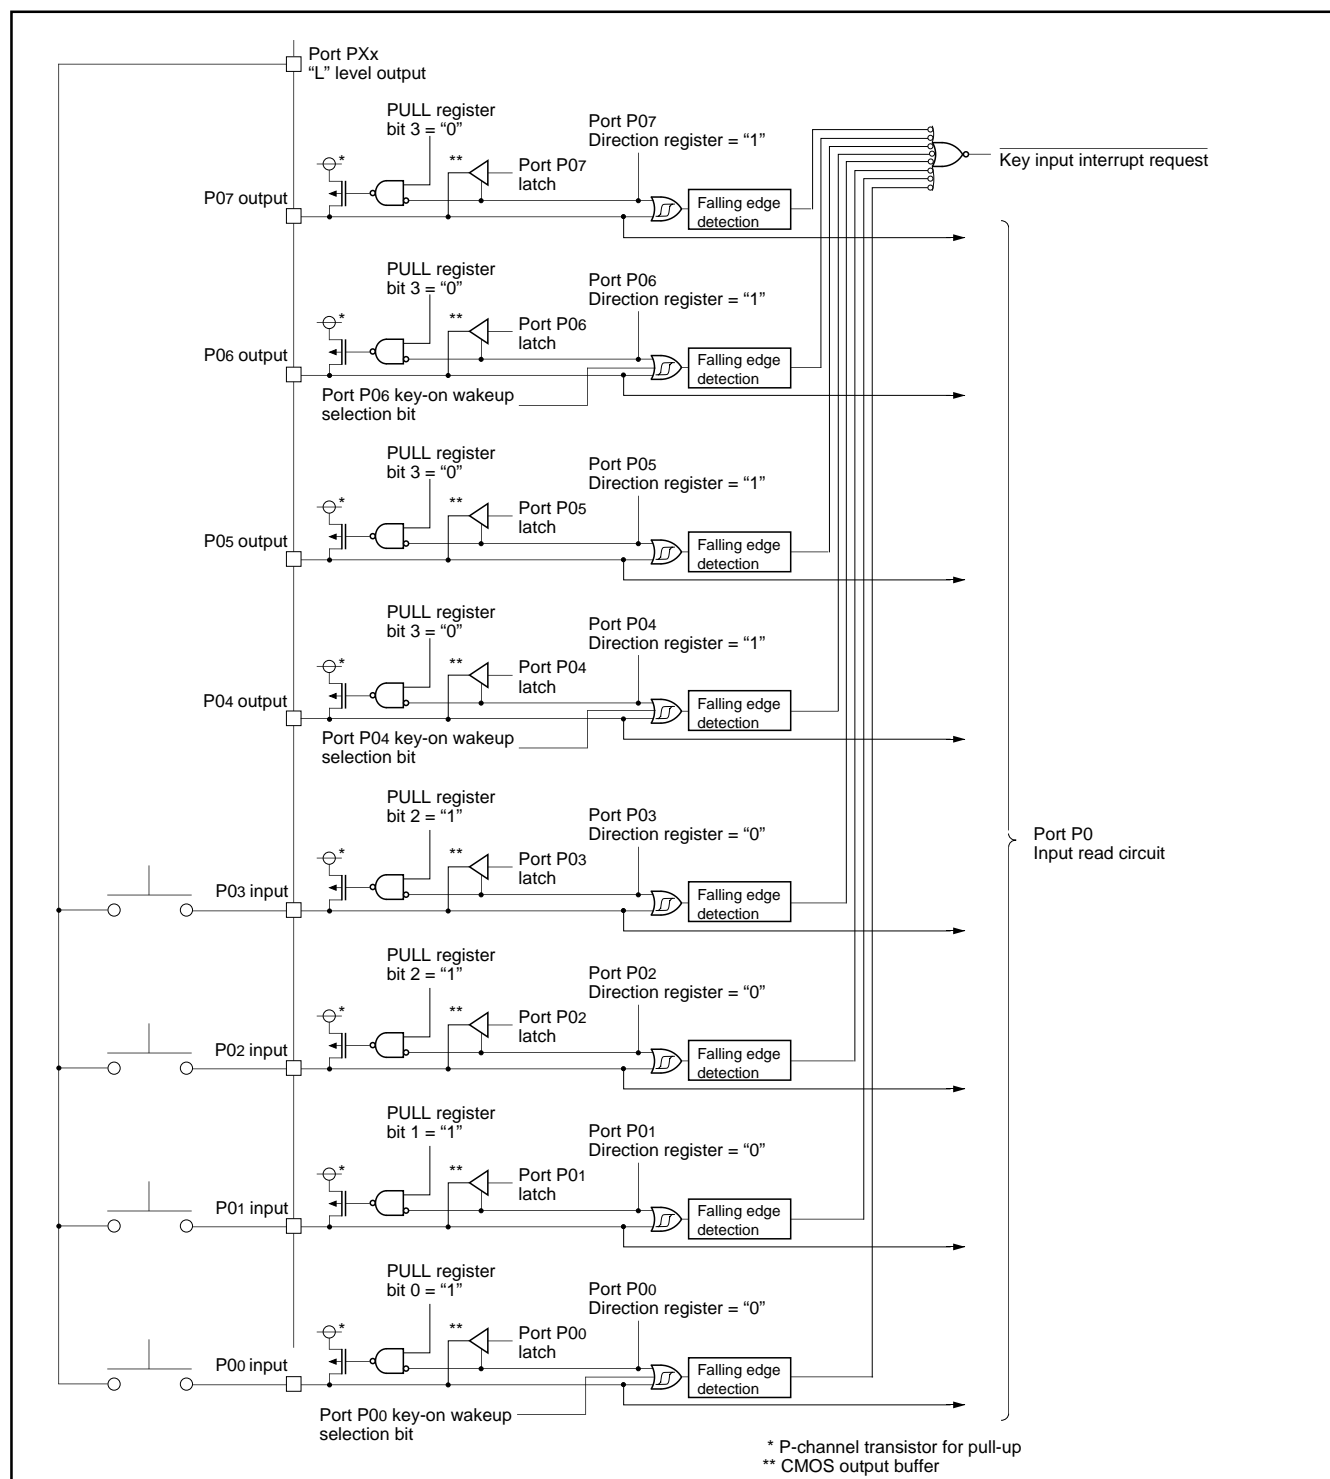 Port PXx
“L” level output
PULL register
bit 3 = “0”
Port P07
Direction register = “1”
*
**
Port P07
latch
P07 output
Falling edge
detection
Key input interrupt request
PULL register
bit 3 = “0”
Port P06
Direction register = “1”
*
**
Port P06
latch
P06 output
Falling edge
detection
Port P06 key-on wakeup
selection bit
PULL register
bit 3 = “0”
Port P05
Direction register = “1”
*
**
Port P05
latch
P05 output
Falling edge
detection
PULL register
bit 3 = “0”
Port P04
Direction register = “1”
*
**
Port P04
latch
P04 output
Falling edge
detection
Port P04 key-on wakeup
selection bit
PULL register
bit 2 = “1”
Port P03
Direction register = “0”
*
**
Port P03
latch
P03 input
Falling edge
detection
Port P0
Input read circuit
PULL register
bit 2 = “1”
Port P02
Direction register = “0”
*
**
Port P02
latch
P02 input
Falling edge
detection
PULL register
bit 1 = “1”
Port P01
Direction register = “0”
*
**
Port P01
latch
P01 input
Falling edge
detection
PULL register
bit 0 = “1”
Port P00
Direction register = “0”
*
**
Port P00
latch
P00 input
Falling edge
detection
Port P00 key-on wakeup
selection bit
* P-channel transistor for pull-up
** CMOS output buffer